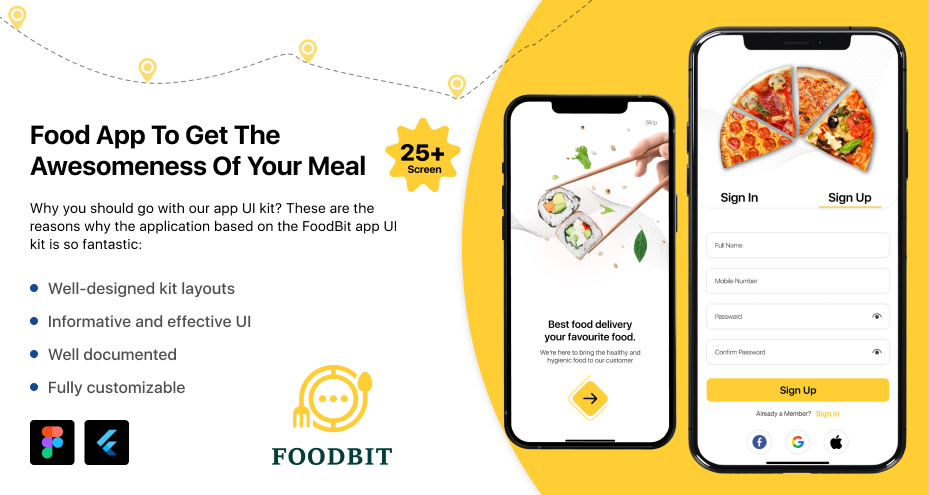 Food App To Get The
Awesomeness Of Your Meal
25+
Screen
Why you should go with our app UI kit? These are the
reasons why the application based on the FoodBit app UI
kit is so fantastic:
Well-designed kit layouts
Informative and effective UI
Well documented
Fully customizable
FOODBIT
Skip
Best food delivery
your favourite food.
We're here to bring the healthy and
hygienic food to our customer
Sign In
Sign Up
Full Name
Mobile Number
Password
Confirm Password
Sign Up
Already a Member? Sign In